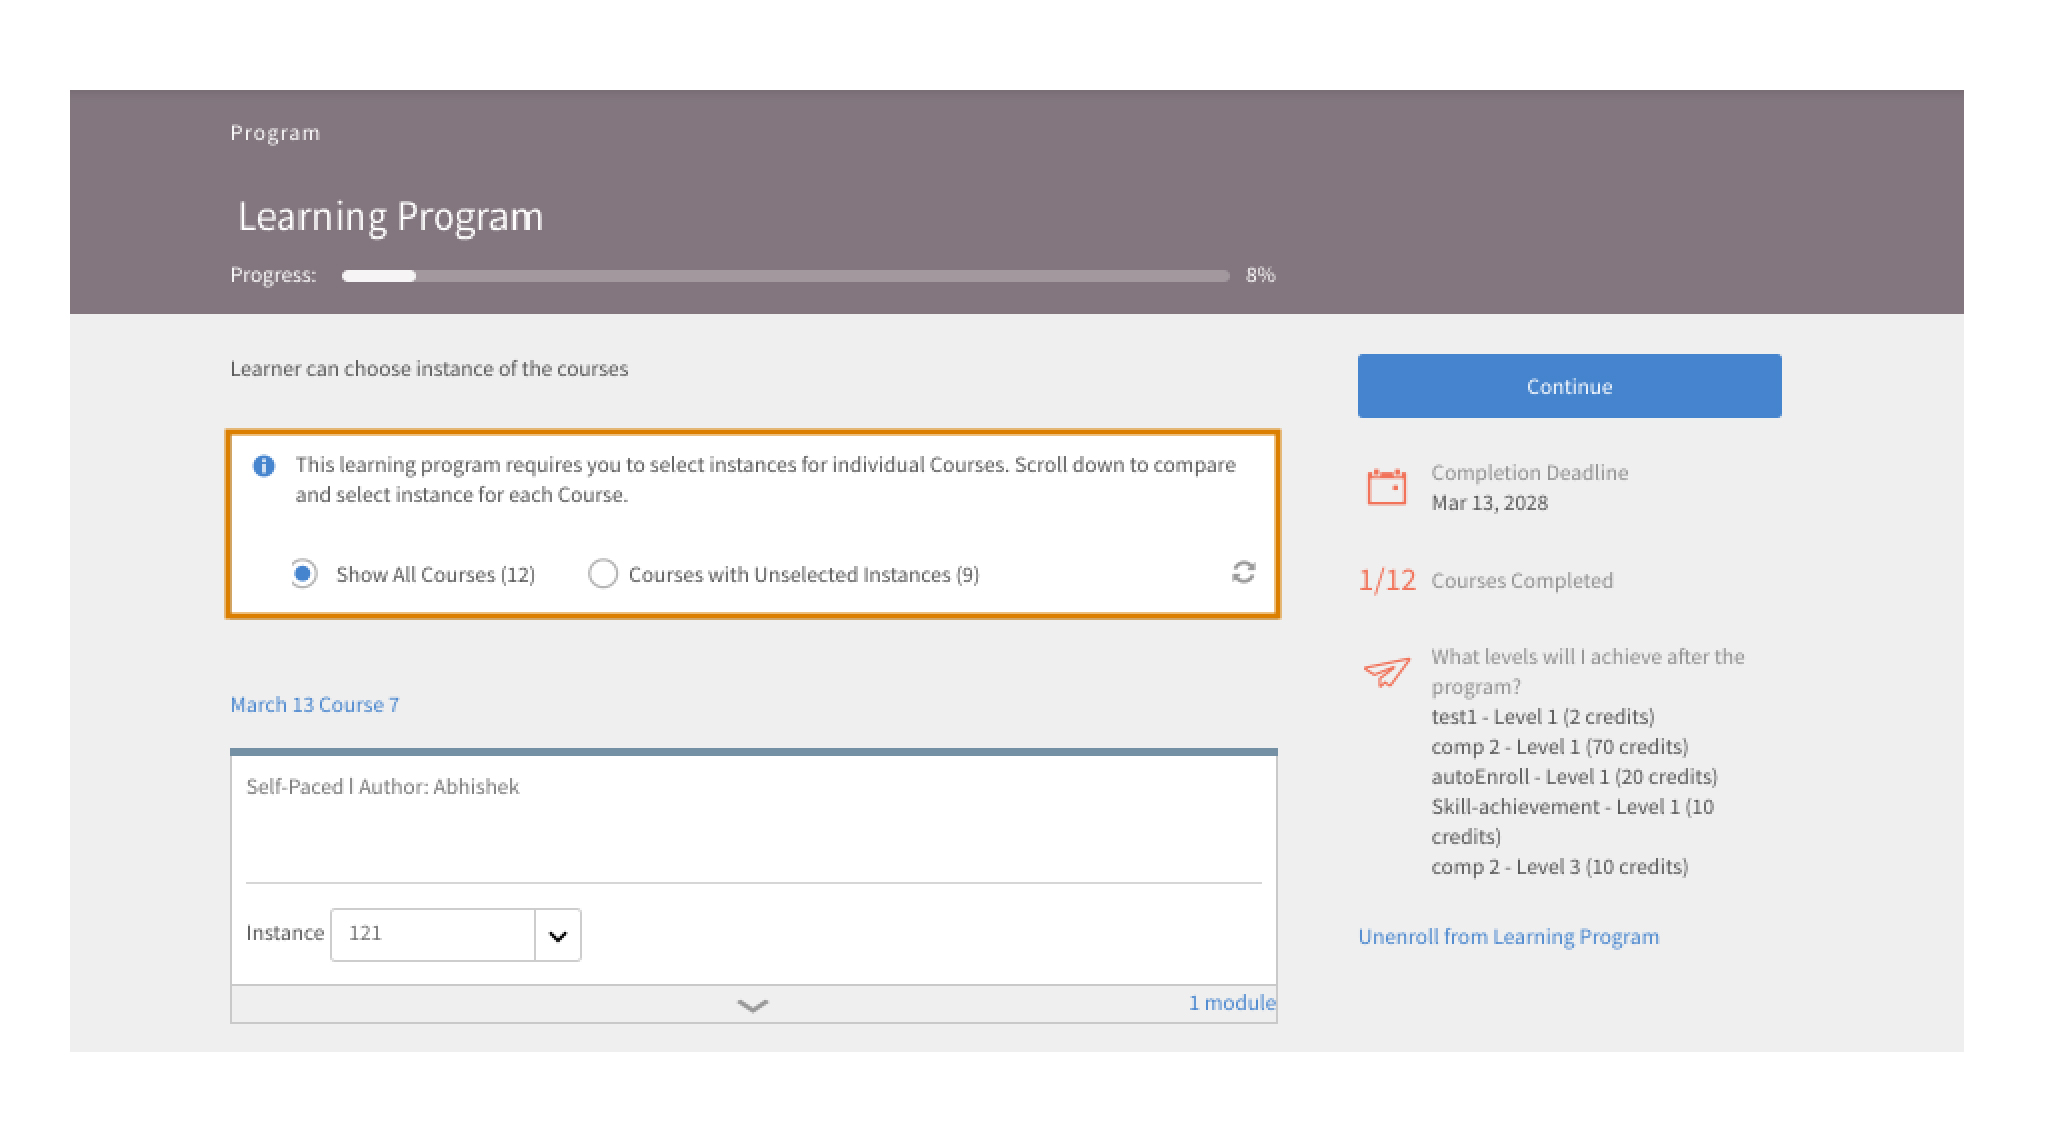 Program
Learning Program
Progress: 8%
Learner can choose instance of the courses
This learning program requires you to select instances for individual Courses. Scroll down to compare
and select instance for each Course.
Show All Courses (12) Courses with Unselected Instances (9)
March 13 Course 7
Self-Paced | Author: Abhishek
Instance 121
1 module
Continue
Completion Deadline
Mar 13, 2028
1/12 Courses Completed
What levels will I achieve after the
program?
test1 - Level 1 (2 credits)
comp 2 - Level 1 (70 credits)
autoEnroll - Level 1 (20 credits)
Skill-achievement - Level 1 (10
credits)
comp 2 - Level 3 (10 credits)
Unenroll from Learning Program